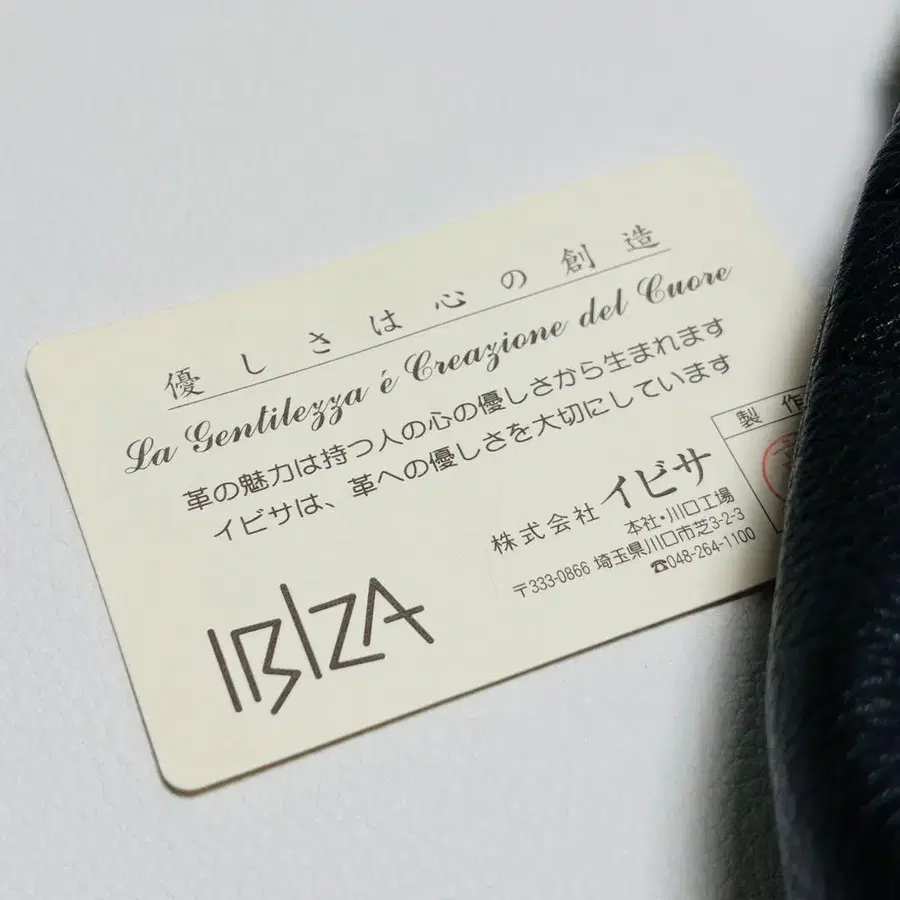 優しさは心の創造
La Gentilezza é Creazione del Cuore
革の魅力は持つ人の心の優しさから生まれます
イビサは、革への優しさを大切にしています
株式会社イビサ
本社・川口工場
〒333-0866 埼玉県川口市芝3-2-3
☎048-264-1100
製作
IBIZA